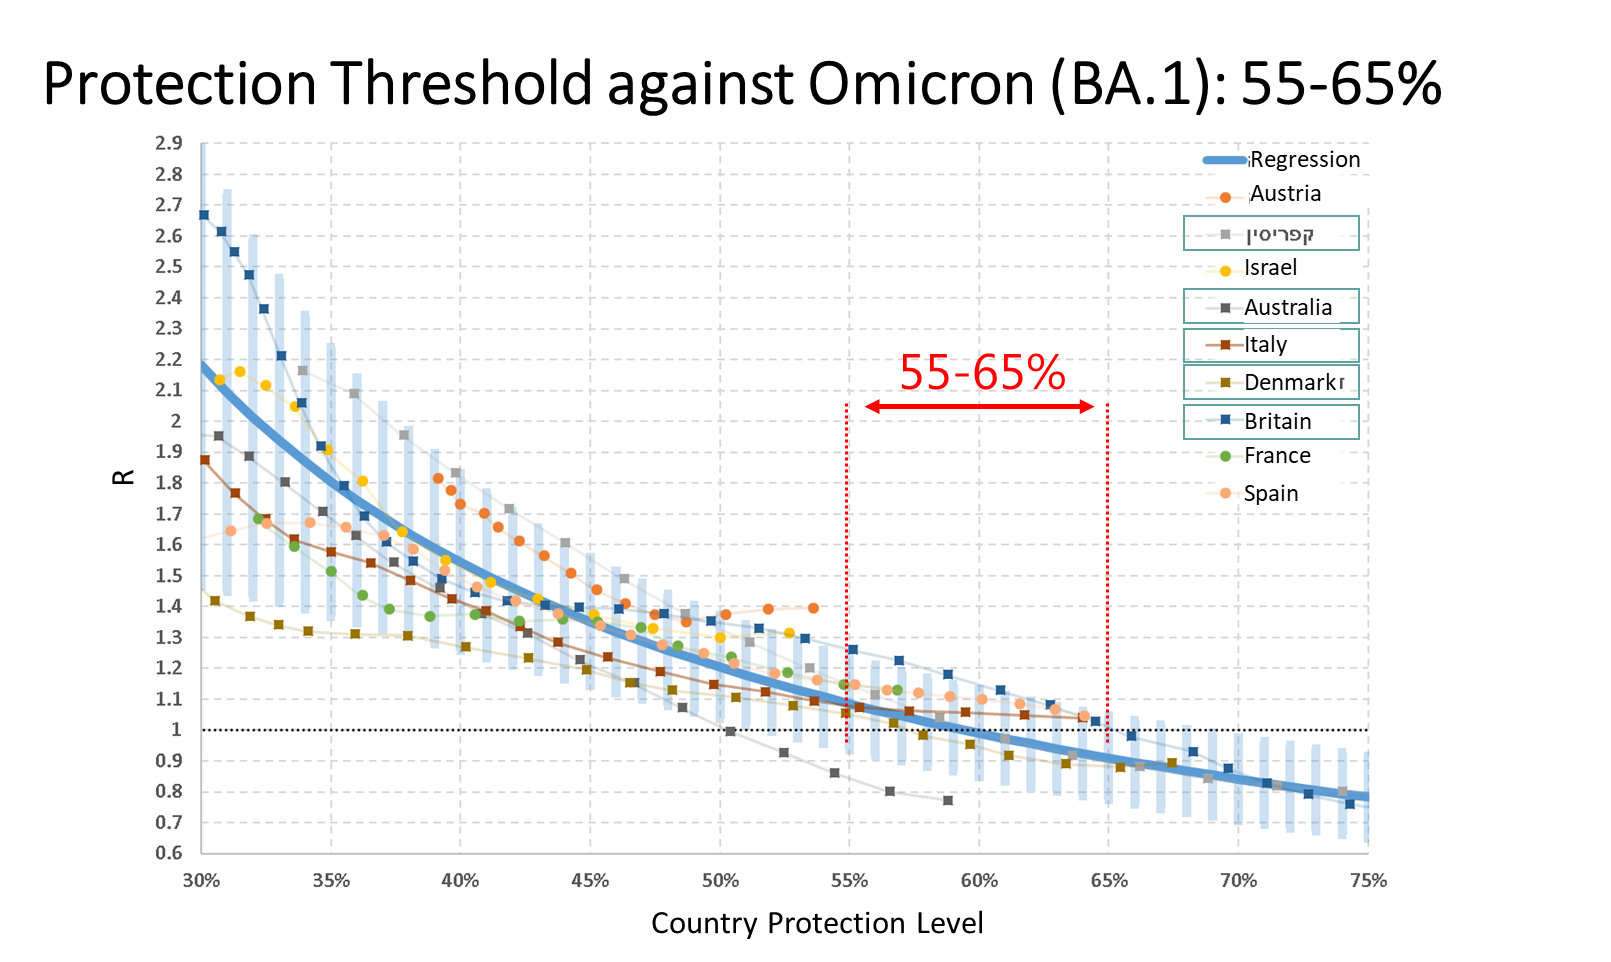 Protection Threshold against Omicron (BA.1): 55-65%
2.9
2.8
2.7
2.6
2.5
2.4
2.3
2.2
2.1
2
1.9
1.8
1.7
1.6
1.5
1.4
1.3
1.2
1.1
1
0.9
0.8
0.7
0.6
R
Regression
Austria
קפריסין
Israel
Australia
Italy
Denmark
Britain
France
Spain
55-65%
30% 35% 40% 45% 50% 55% 60% 65% 70% 75%
Country Protection Level